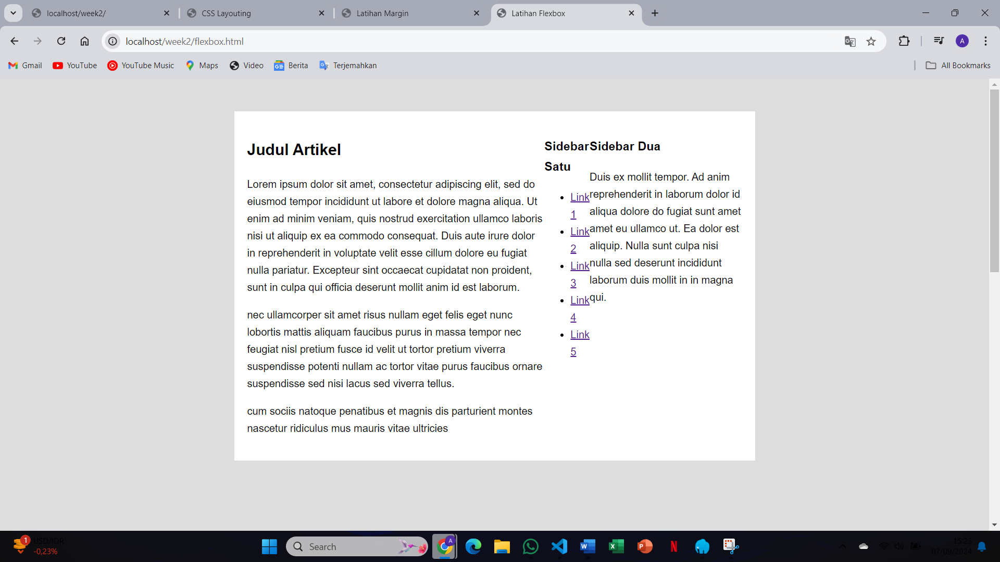 localhost/week2/
CSS Layouting
Latihan Margin
Latihan Flexbox
localhost/week2/flexbox.html
A
Gmail
YouTube
YouTube Music
Maps
Video
Berita
Terjemahkan
All Bookmarks
Judul Artikel
Lorem ipsum dolor sit amet, consectetur adipiscing elit, sed do
eiusmod tempor incididunt ut labore et dolore magna aliqua. Ut
enim ad minim veniam, quis nostrud exercitation ullamco laboris
nisi ut aliquip ex ea commodo consequat. Duis aute irure dolor
in reprehenderit in voluptate velit esse cillum dolore eu fugiat
nulla pariatur. Excepteur sint occaecat cupidatat non proident,
sunt in culpa qui officia deserunt mollit anim id est laborum.
nec ullamcorper sit amet risus nullam eget felis eget nunc
lobortis mattis aliquam faucibus purus in massa tempor nec
feugiat nisl pretium fusce id velit ut tortor pretium viverra
suspendisse potenti nullam ac tortor vitae purus faucibus ornare
suspendisse sed nisi lacus sed viverra tellus.
cum sociis natoque penatibus et magnis dis parturient montes
nascetur ridiculus mus mauris vitae ultricies
Sidebar
Satu
Link
1
Link
2
Link
3
Link
4
Link
5
Sidebar Dua
Duis ex mollit tempor. Ad anim
reprehenderit in laborum dolor id
aliqua dolore do fugiat sunt amet
amet eu ullamco ut. Ea dolor est
aliquip. Nulla sunt culpa nisi
nulla sed deserunt incididunt
laborum duis mollit in in magna
qui.
1
USD/IDR
-0,23%
Search
A
15:23
07/09/2024